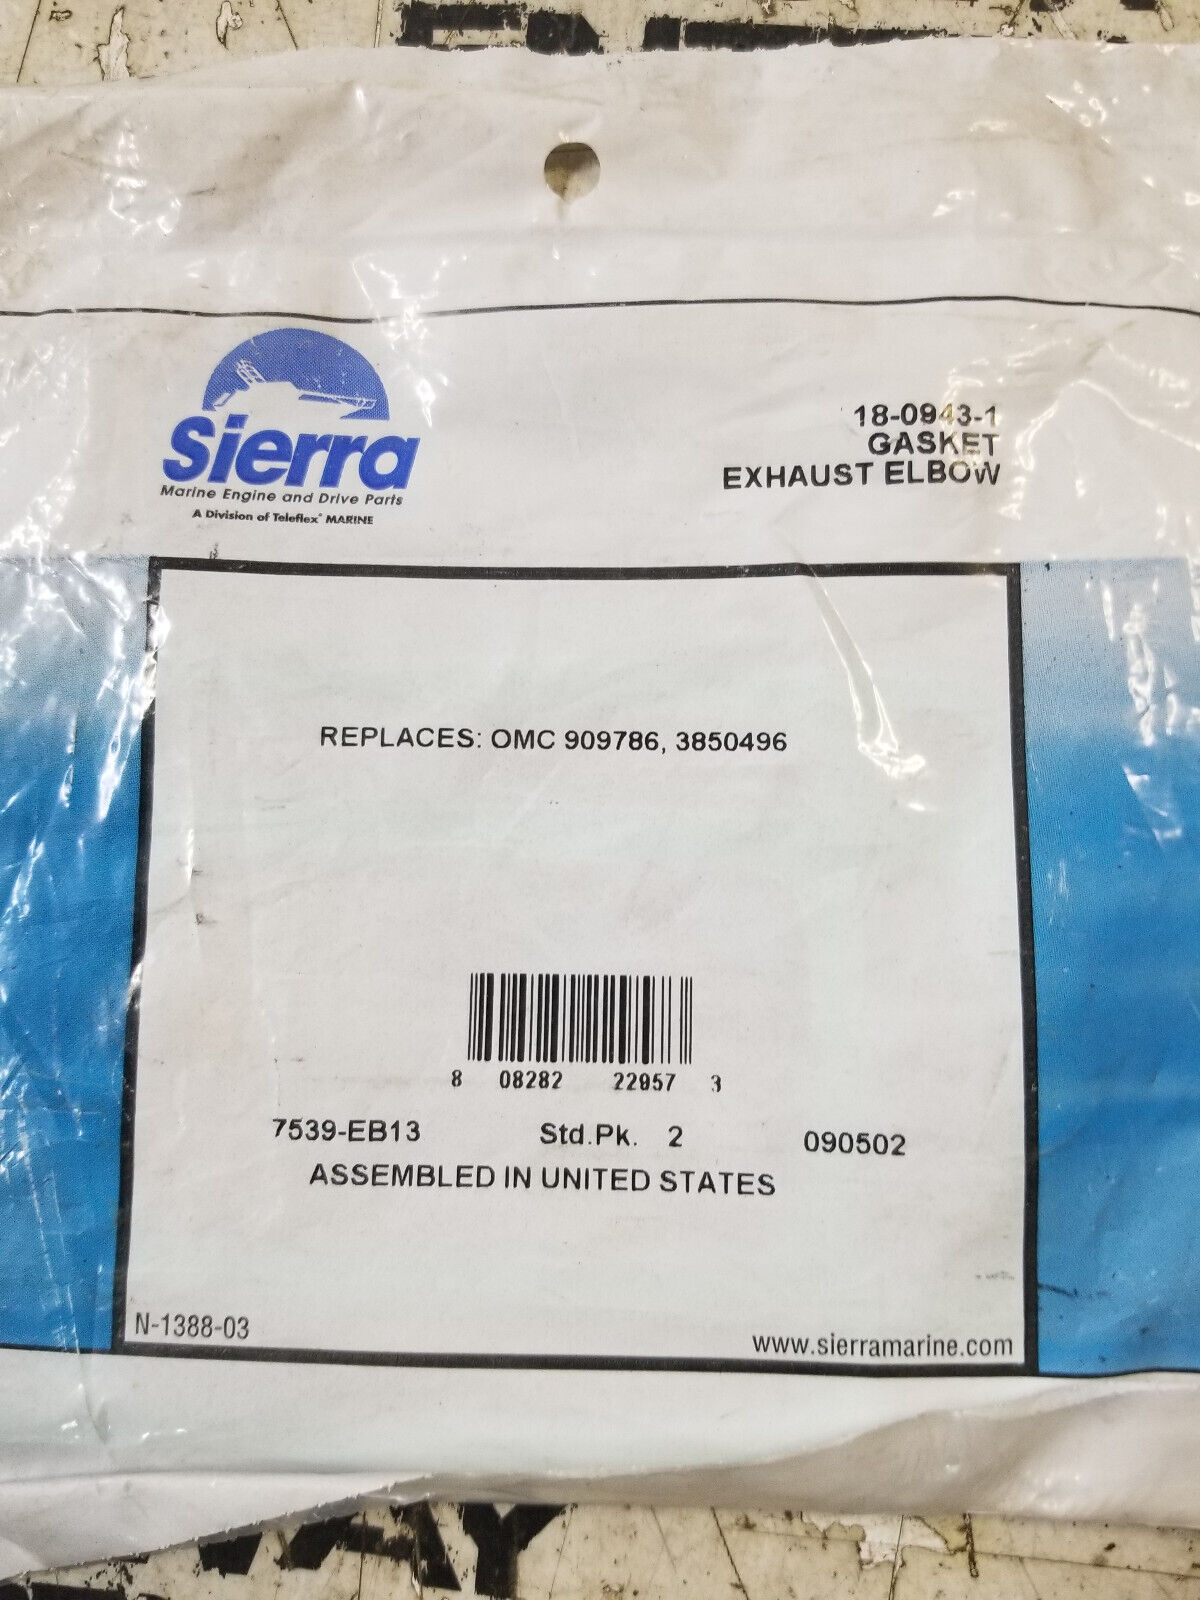 Sierra
Marine Engine and Drive Parts
A Division of Teleflex® MARINE
18-0943-1
GASKET
EXHAUST ELBOW
REPLACES: OMC 909786, 3850496
8 08282 22957 3
7539-EB13 Std.Pk. 2 090502
ASSEMBLED IN UNITED STATES
N-1388-03
www.sierramarine.com